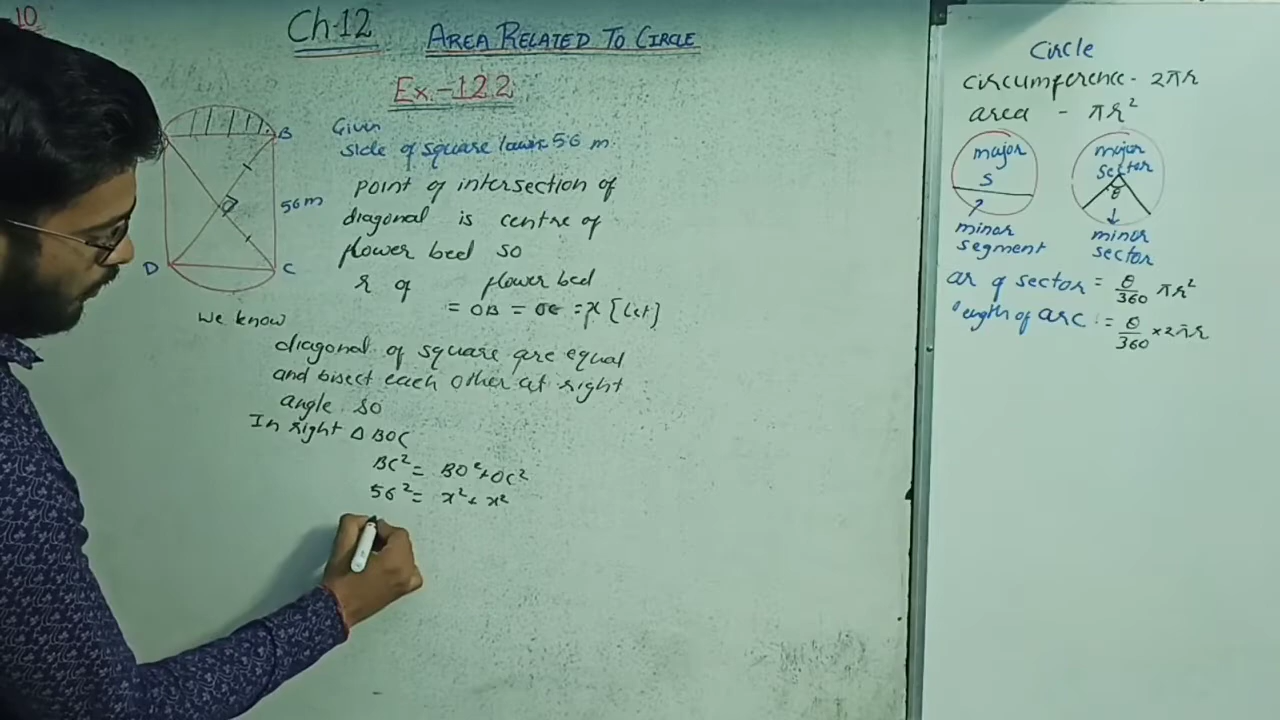 10
Ch-12 AREA RELATED TO CIRCLE
Ex.-12.2
B
56 m
O
D
C
Given
side of square lawn 56 m.
point of intersection of
diagonal is centre of
flower bed so
r of flower bed
= OB = OC = x [let]
we know
diagonal of square are equal
and bisect each other at right
angle. so
In right △ BOC
BC² = BO² + OC²
56² = x² + x²
Circle
circumference - 2πr
area - πr²
major
S
minor
segment
major
sector
θ
minor
sector
ar of sector = θ/360 πr²
length of arc = θ/360 × 2πr